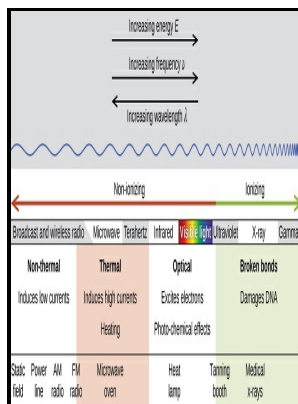 Increasing energy E
Increasing frequency υ
Increasing wavelength λ
Non-ionizing Ionizing
Broadcast and wireless radio Microwave Terahertz Infrared Visible light Ultraviolet X-ray Gamma
Non-thermal Thermal Optical Broken bonds
Induces low currents Induces high currents Excites electrons Damages DNA
Heating Photo-chemical effects
Static Power AM FM Microwave Heat Tanning Medical
field line radio radio oven lamp booth x-rays